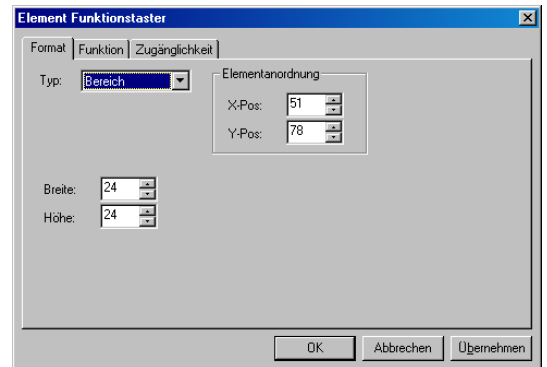 Element Funktionstaster
Format Funktion Zugänglichkeit
Typ: Bereich
Elementanordnung
X-Pos: 51
Y-Pos: 78
Breite: 24
Höhe: 24
OK Abbrechen Übernehmen